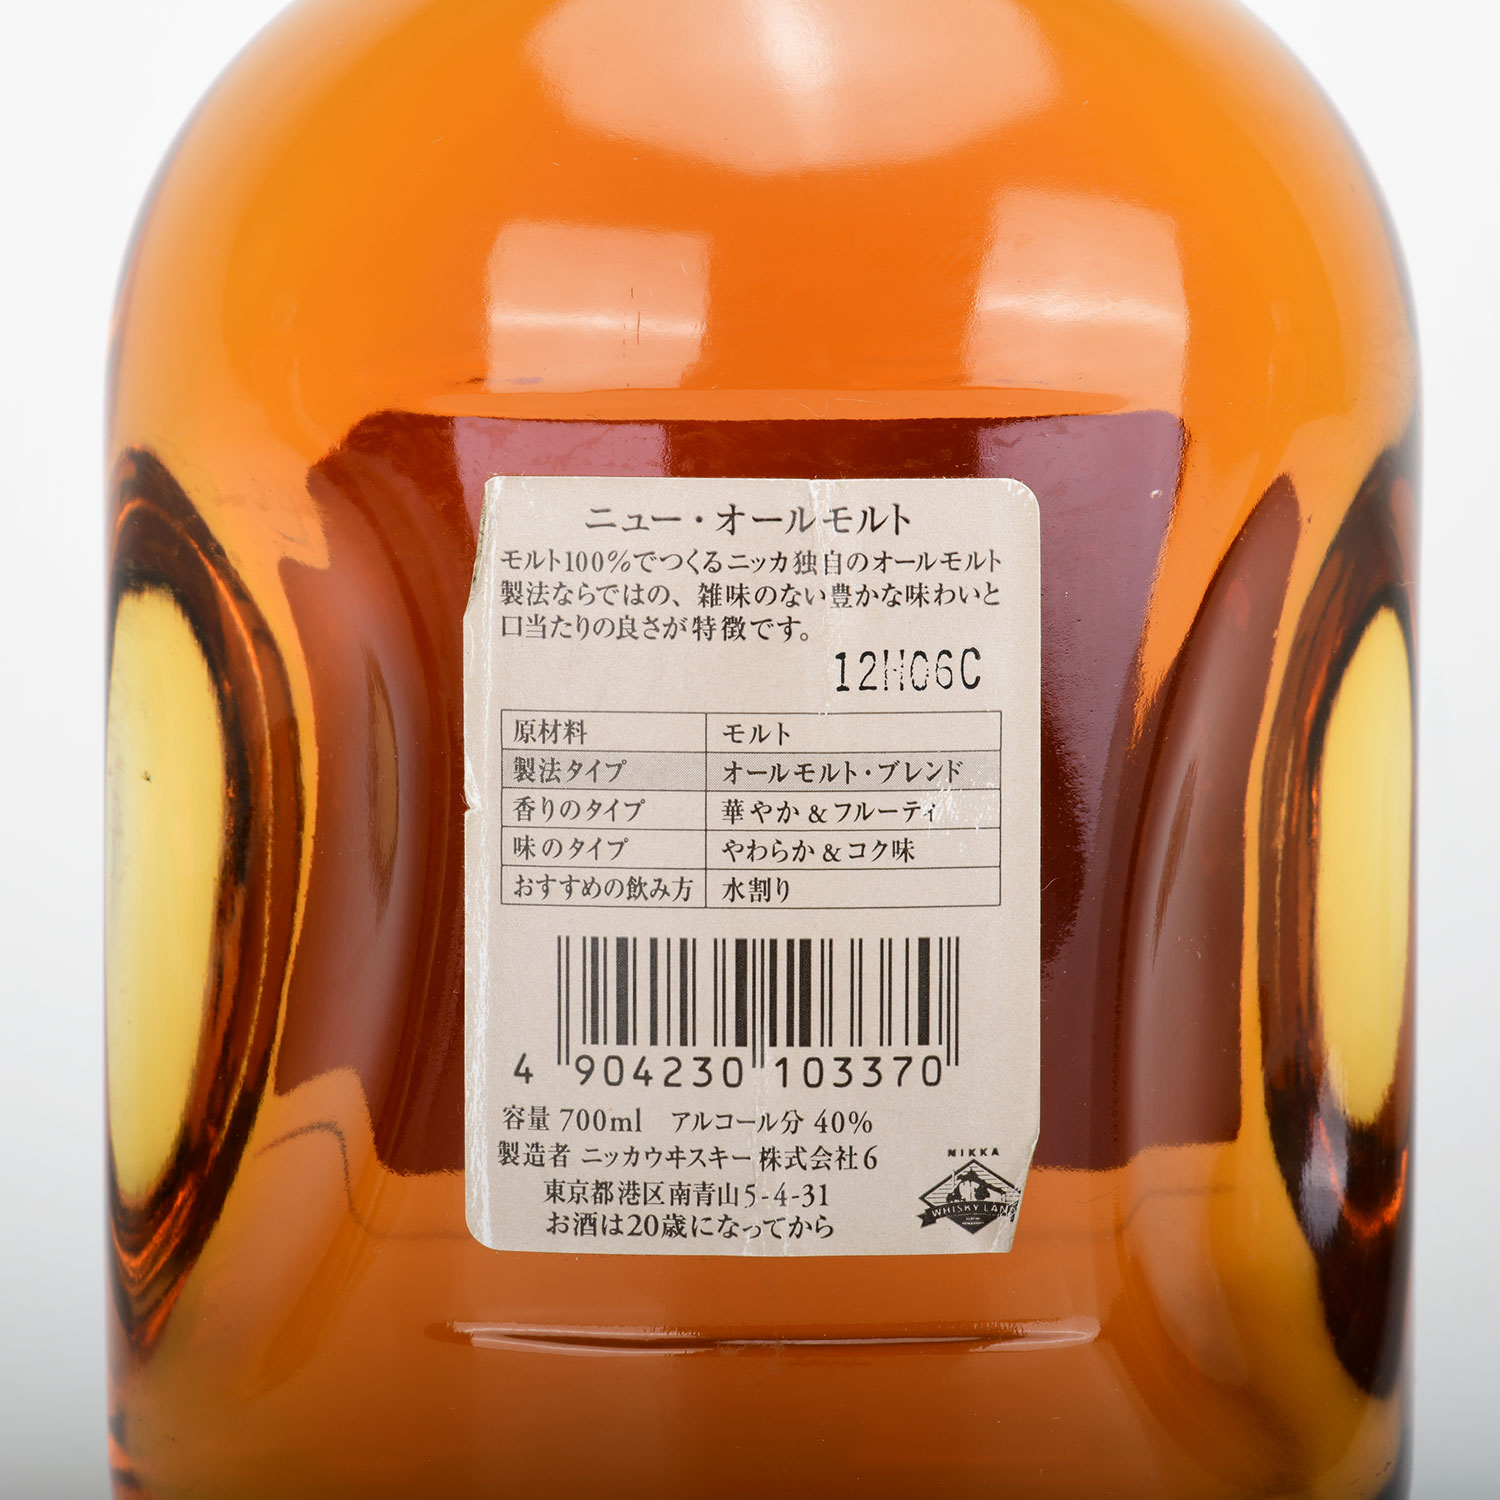 ニュー・オールモルト
モルト100%でつくるニッカ独自のオールモルト
製法ならではの、雑味のない豊かな味わいと
口当たりの良さが特徴です。
12H06C
原材料 モルト
製法タイプ オールモルト・ブレンド
香りのタイプ 華やか&フルーティ
味のタイプ やわらか&コク味
おすすめの飲み方 水割り
4 904230 103370
容量 700ml アルコール分 40%
製造者 ニッカウヰスキー株式会社6
東京都港区南青山5-4-31
お酒は20歳になってから
NIKKA
WHISKY LAND